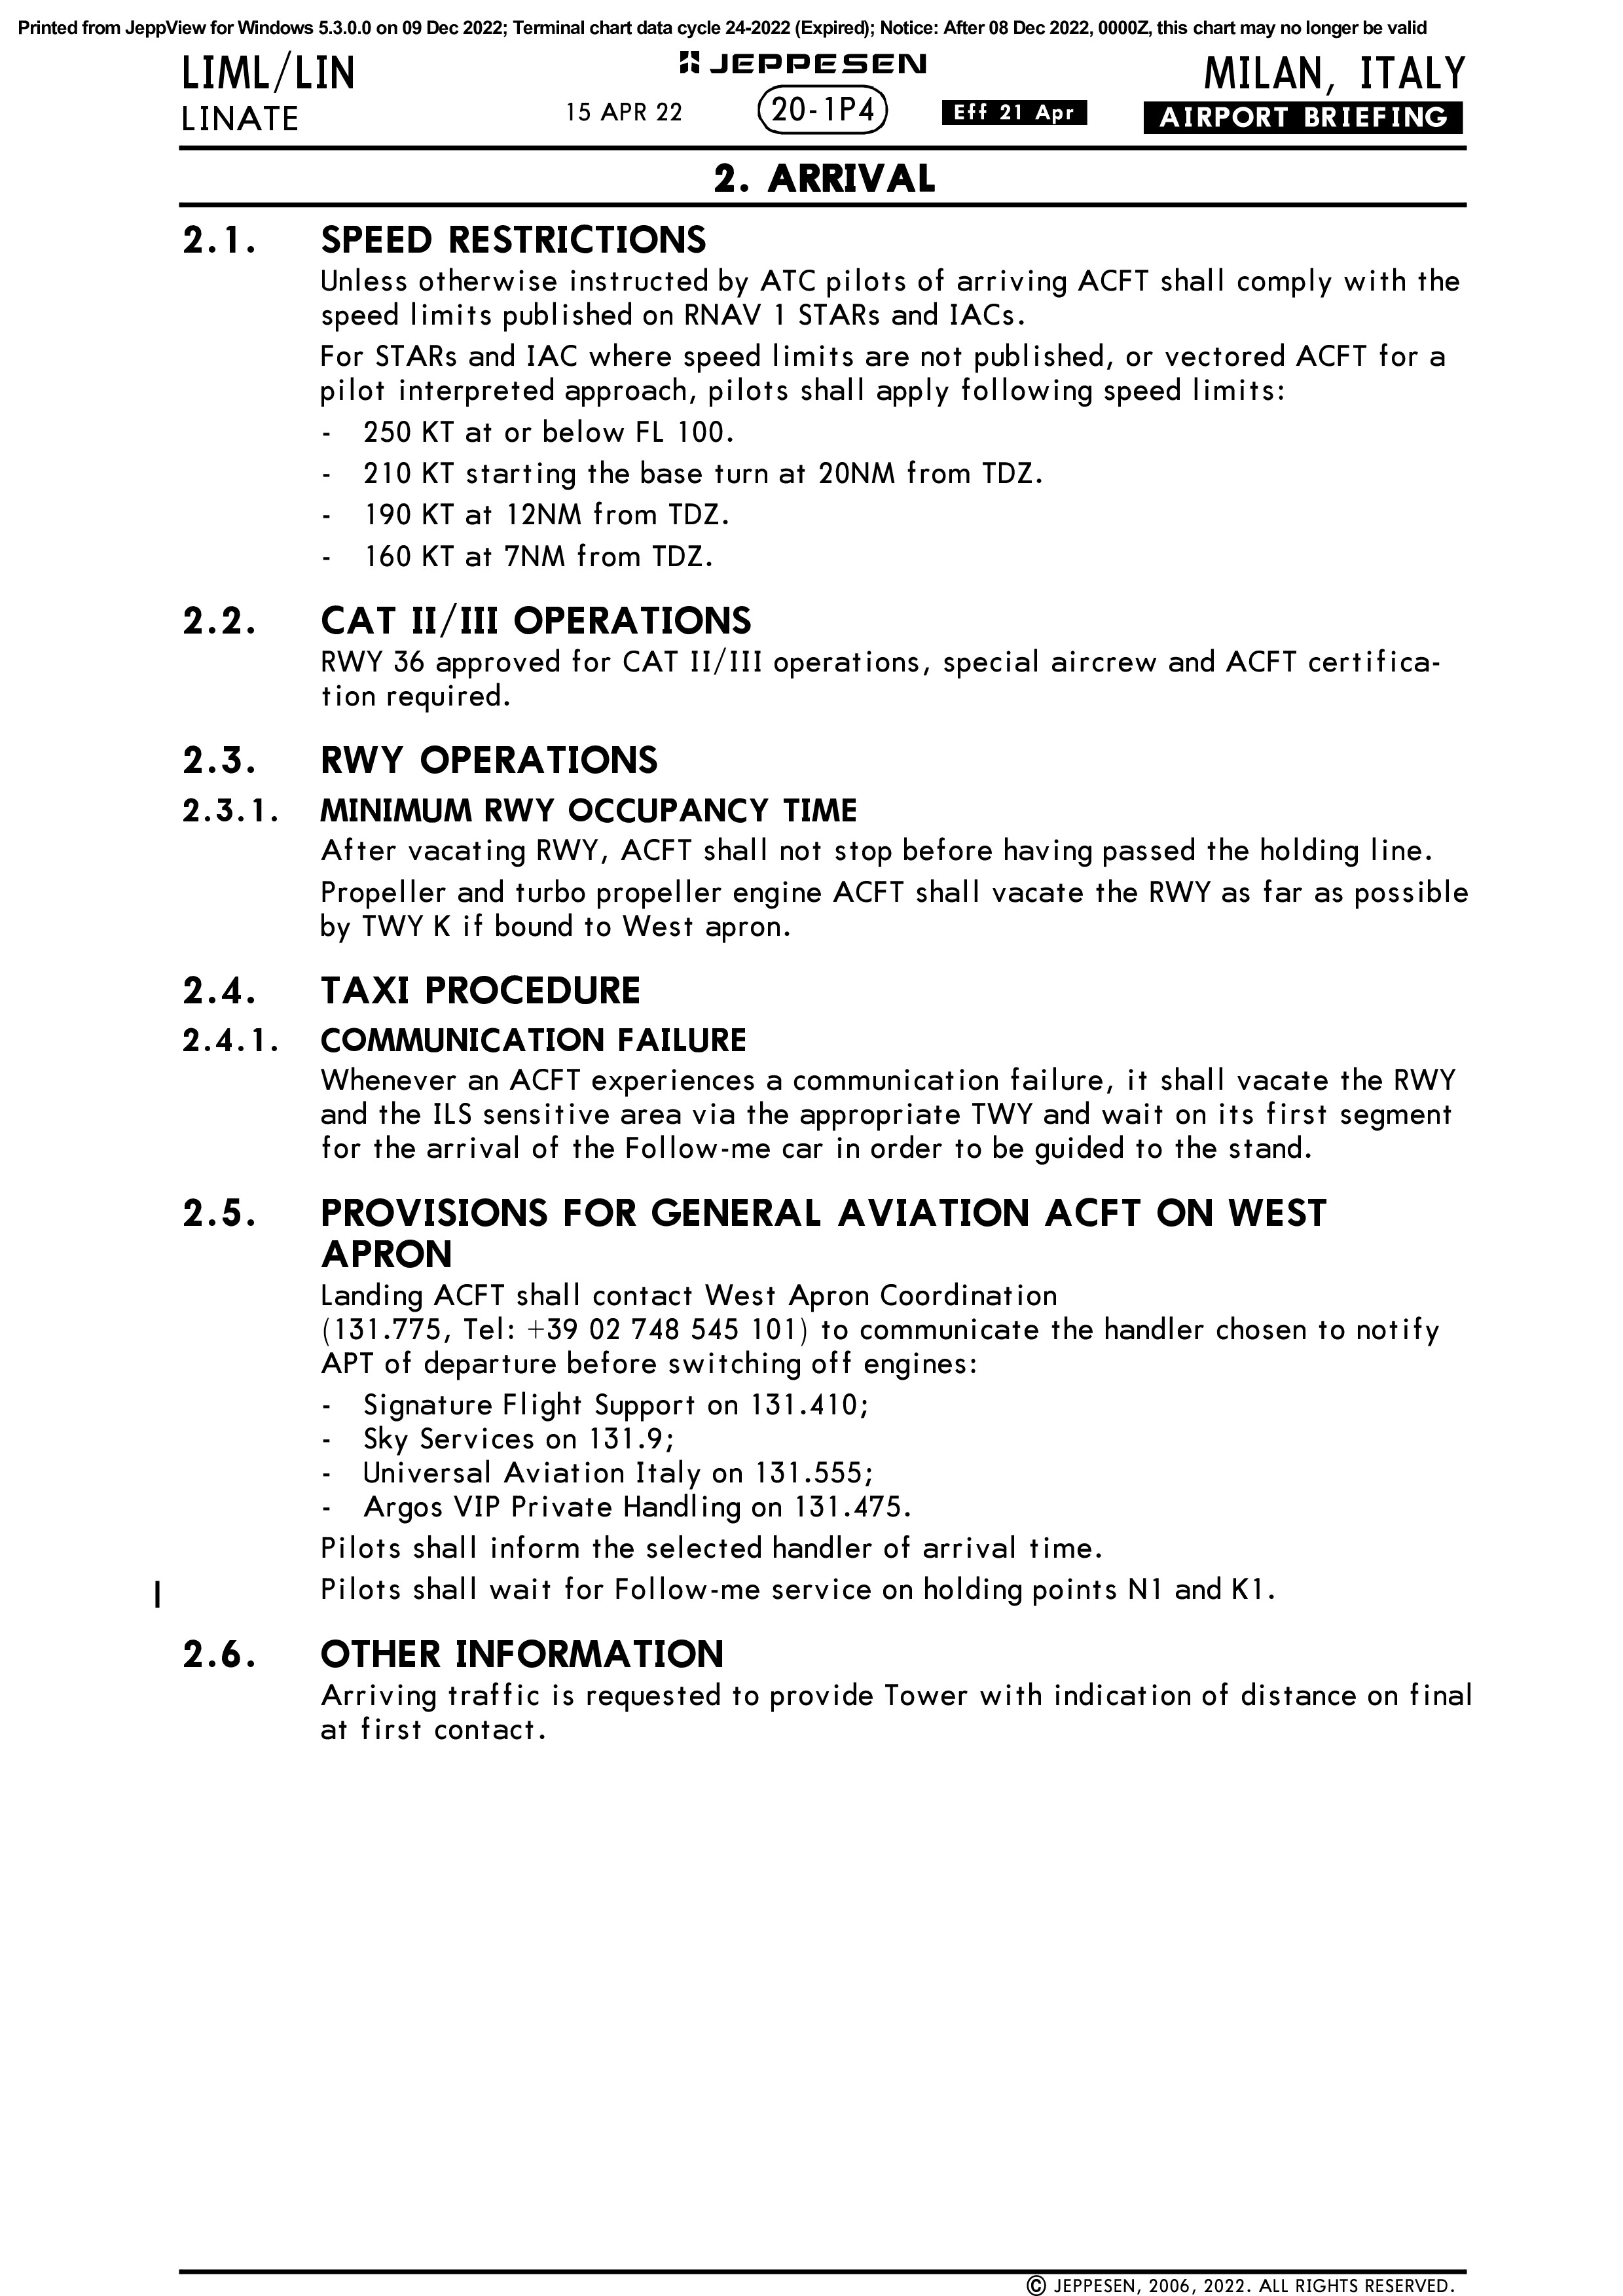 Printed from JeppView for Windows 5.3.0.0 on 09 Dec 2022; Terminal chart data cycle 24-2022 (Expired); Notice: After 08 Dec 2022, 0000Z, this chart may no longer be valid
LIML/LIN JEPPESEN MILAN, ITALY
LINATE 15 APR 22 20-1P4 Eff 21 Apr AIRPORT BRIEFING
2. ARRIVAL
2.1. SPEED RESTRICTIONS
Unless otherwise instructed by ATC pilots of arriving ACFT shall comply with the
speed limits published on RNAV 1 STARs and IACs.
For STARs and IAC where speed limits are not published, or vectored ACFT for a
pilot interpreted approach, pilots shall apply following speed limits:
- 250 KT at or below FL 100.
- 210 KT starting the base turn at 20NM from TDZ.
- 190 KT at 12NM from TDZ.
- 160 KT at 7NM from TDZ.
2.2. CAT II/III OPERATIONS
RWY 36 approved for CAT II/III operations, special aircrew and ACFT certifica-
tion required.
2.3. RWY OPERATIONS
2.3.1. MINIMUM RWY OCCUPANCY TIME
After vacating RWY, ACFT shall not stop before having passed the holding line.
Propeller and turbo propeller engine ACFT shall vacate the RWY as far as possible
by TWY K if bound to West apron.
2.4. TAXI PROCEDURE
2.4.1. COMMUNICATION FAILURE
Whenever an ACFT experiences a communication failure, it shall vacate the RWY
and the ILS sensitive area via the appropriate TWY and wait on its first segment
for the arrival of the Follow-me car in order to be guided to the stand.
2.5. PROVISIONS FOR GENERAL AVIATION ACFT ON WEST
APRON
Landing ACFT shall contact West Apron Coordination
(131.775, Tel: +39 02 748 545 101) to communicate the handler chosen to notify
APT of departure before switching off engines:
- Signature Flight Support on 131.410;
- Sky Services on 131.9;
- Universal Aviation Italy on 131.555;
- Argos VIP Private Handling on 131.475.
Pilots shall inform the selected handler of arrival time.
Pilots shall wait for Follow-me service on holding points N1 and K1.
2.6. OTHER INFORMATION
Arriving traffic is requested to provide Tower with indication of distance on final
at first contact.
© JEPPESEN, 2006, 2022. ALL RIGHTS RESERVED.